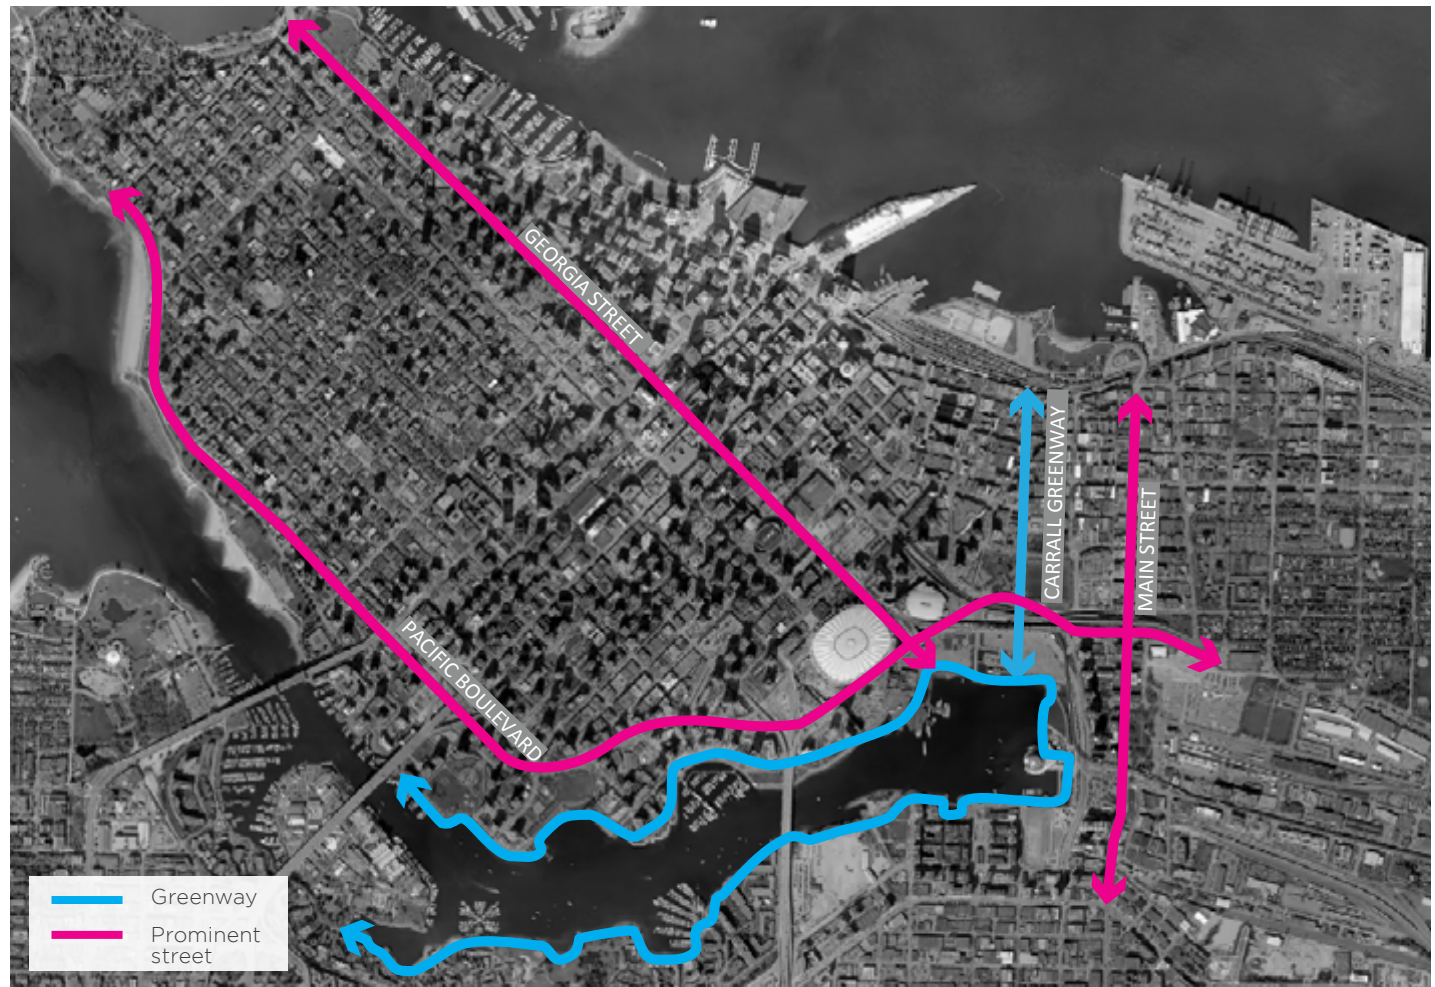 GEORGIA STREET
CARRALL GREENWAY
MAIN STREET
PACIFIC BOULEVARD
Greenway
Prominent
street